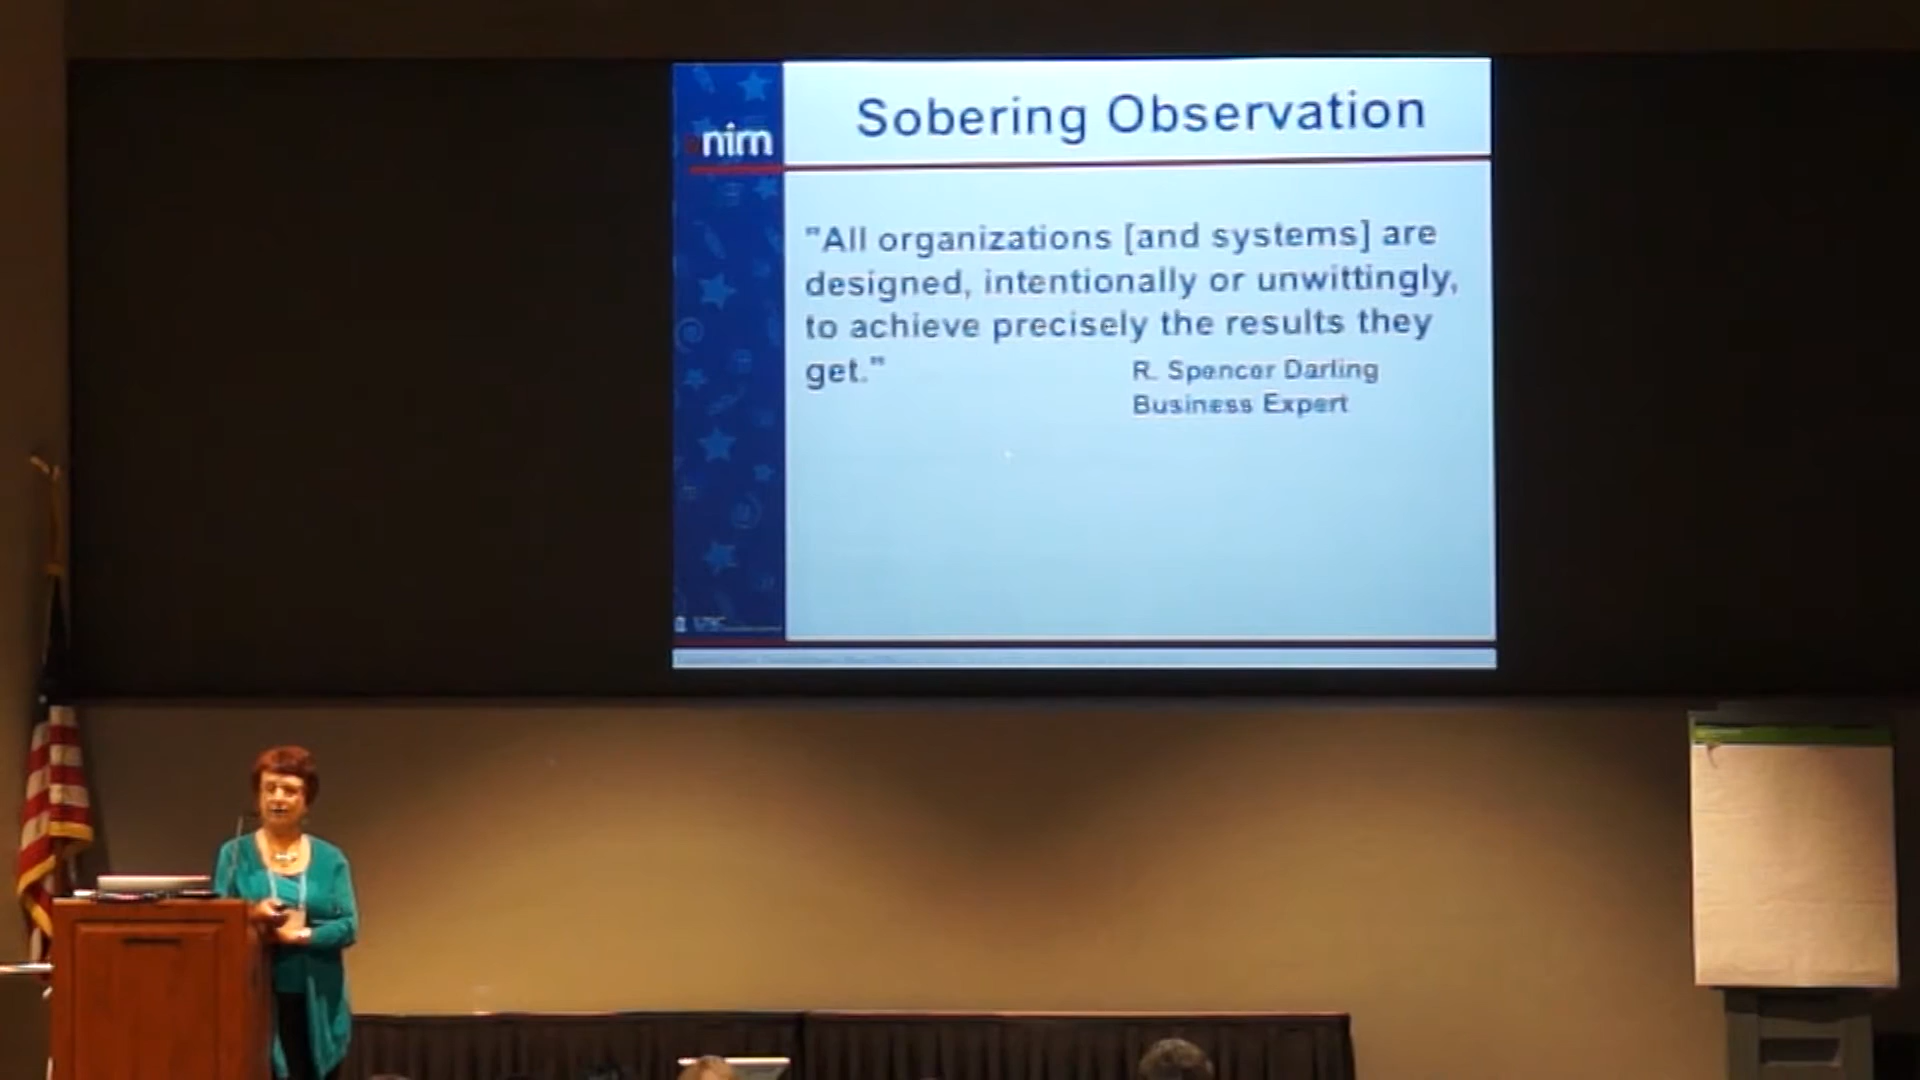 Sobering Observation
nirn
"All organizations [and systems] are
designed, intentionally or unwittingly,
to achieve precisely the results they
get."
R. Spencer Darling
Business Expert